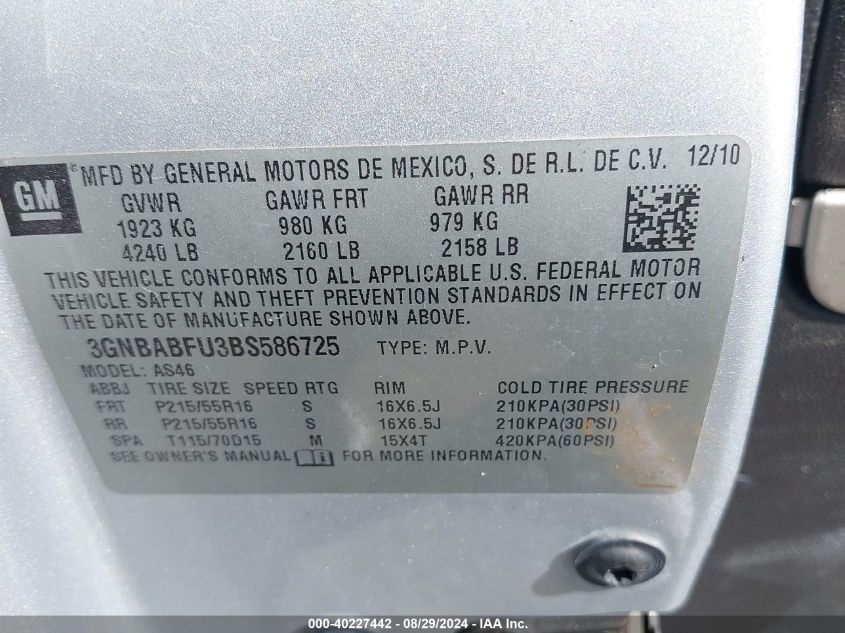 GM
MFD BY GENERAL MOTORS DE MEXICO, S. DE R.L. DE C.V. 12/10
GVWR GAWR FRT GAWR RR
1923 KG 980 KG 979 KG
4240 LB 2160 LB 2158 LB
THIS VEHICLE CONFORMS TO ALL APPLICABLE U.S. FEDERAL MOTOR
VEHICLE SAFETY AND THEFT PREVENTION STANDARDS IN EFFECT ON
THE DATE OF MANUFACTURE SHOWN ABOVE.
3GNBABFU3BS586725 TYPE: M.P.V.
MODEL: AS46
ABBJ TIRE SIZE SPEED RTG RIM COLD TIRE PRESSURE
FRT P215/55R16 S 16X6.5J 210KPA(30PSI)
RR P215/55R16 S 16X6.5J 210KPA(30PSI)
SPA T115/70D15 M 15X4T 420KPA(60PSI)
SEE OWNER'S MANUAL FOR MORE INFORMATION.
000-40227442 - 08/29/2024 - IAA Inc.